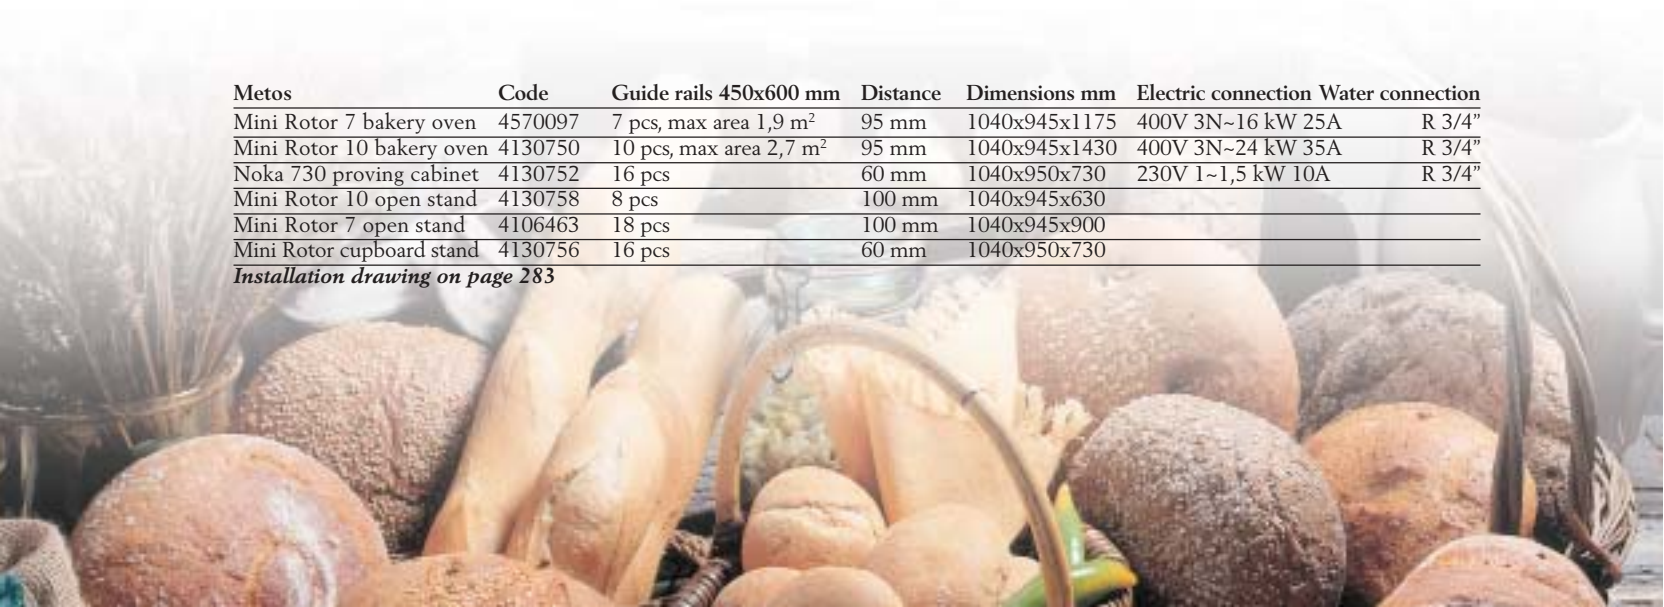 Metos Code Guide rails 450x600 mm Distance Dimensions mm Electric connection Water connection
Mini Rotor 7 bakery oven 4570097 7 pcs, max area 1,9 m² 95 mm 1040x945x1175 400V 3N~16 kW 25A R 3/4”
Mini Rotor 10 bakery oven 4130750 10 pcs, max area 2,7 m² 95 mm 1040x945x1430 400V 3N~24 kW 35A R 3/4”
Noka 730 proving cabinet 4130752 16 pcs 60 mm 1040x950x730 230V 1~1,5 kW 10A R 3/4”
Mini Rotor 10 open stand 4130758 8 pcs 100 mm 1040x945x630
Mini Rotor 7 open stand 4106463 18 pcs 100 mm 1040x945x900
Mini Rotor cupboard stand 4130756 16 pcs 60 mm 1040x950x730
Installation drawing on page 283